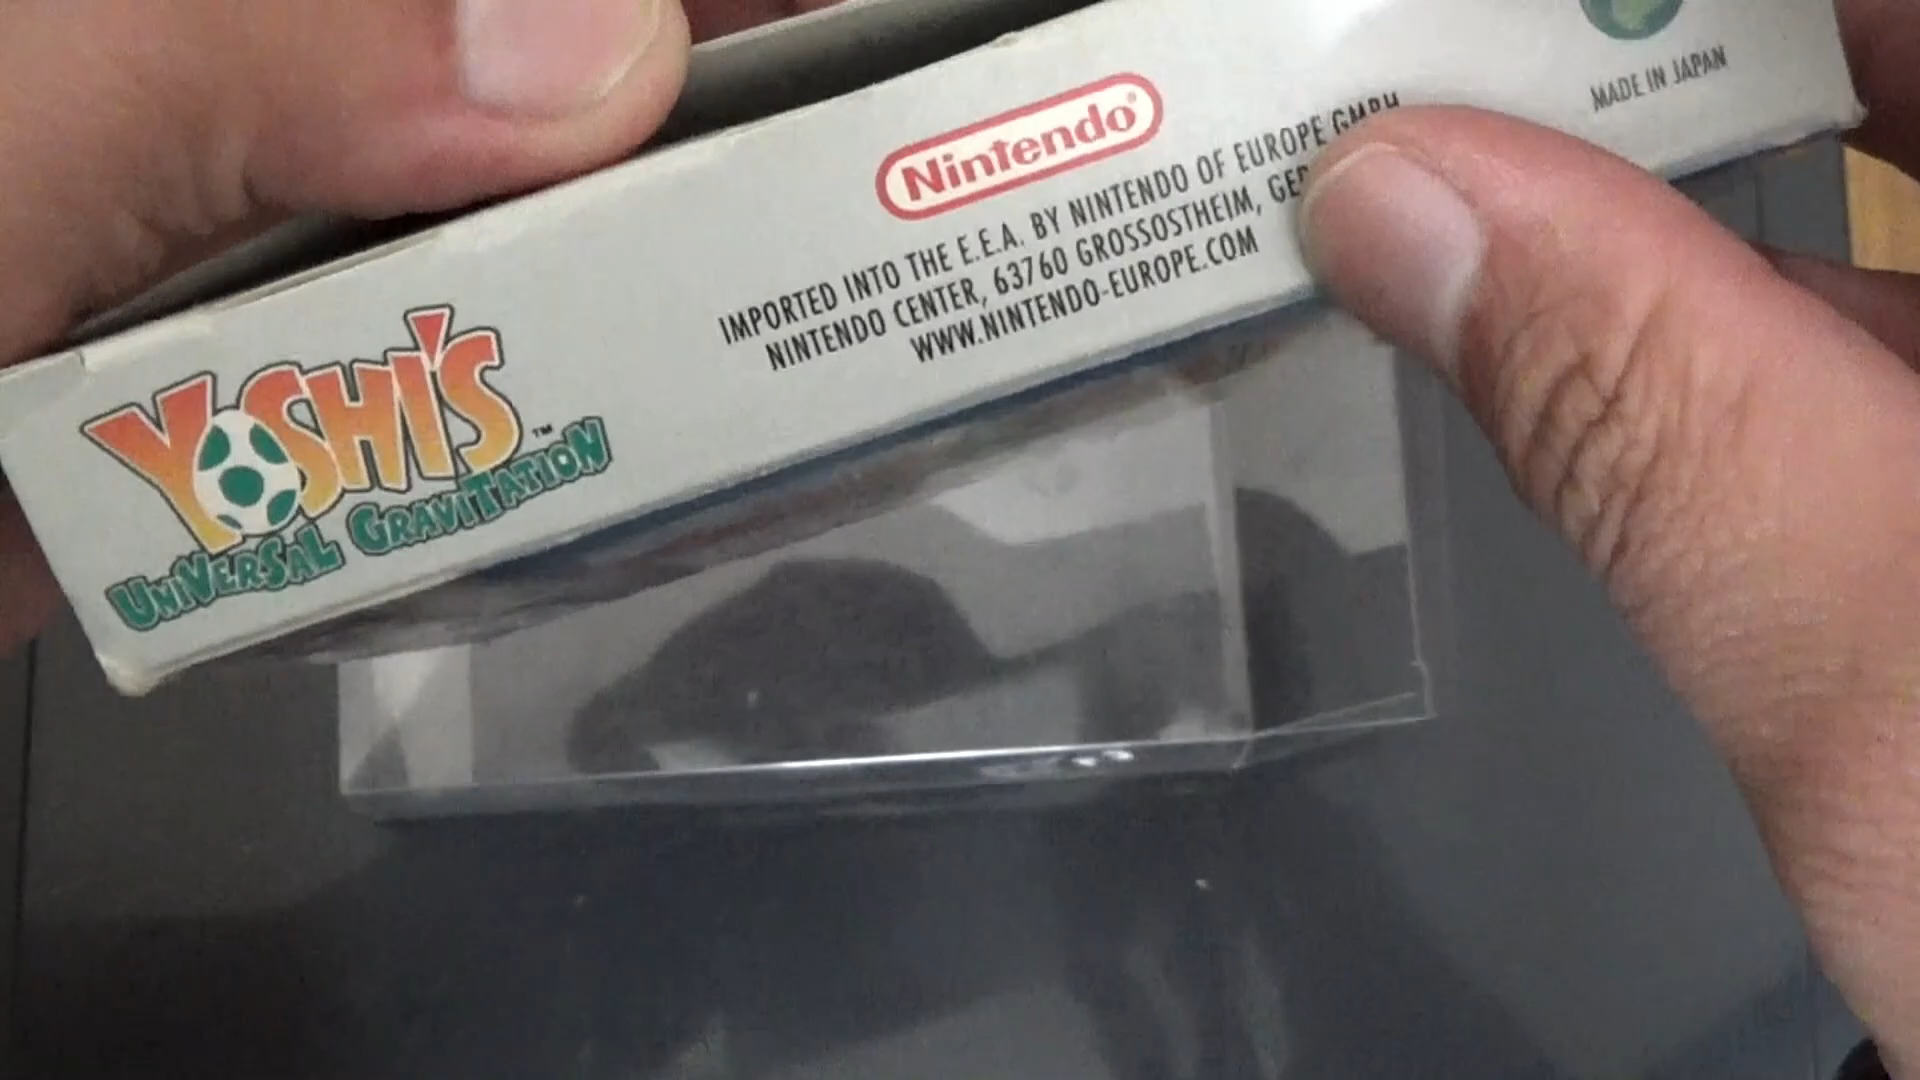 Nintendo®
MADE IN JAPAN
IMPORTED INTO THE E.E.A. BY NINTENDO OF EUROPE GMBH
NINTENDO CENTER, 63760 GROSSOSTHEIM,
WWW.NINTENDO-EUROPE.COM
YOSHI'S™
UNIVERSAL GRAVITATION